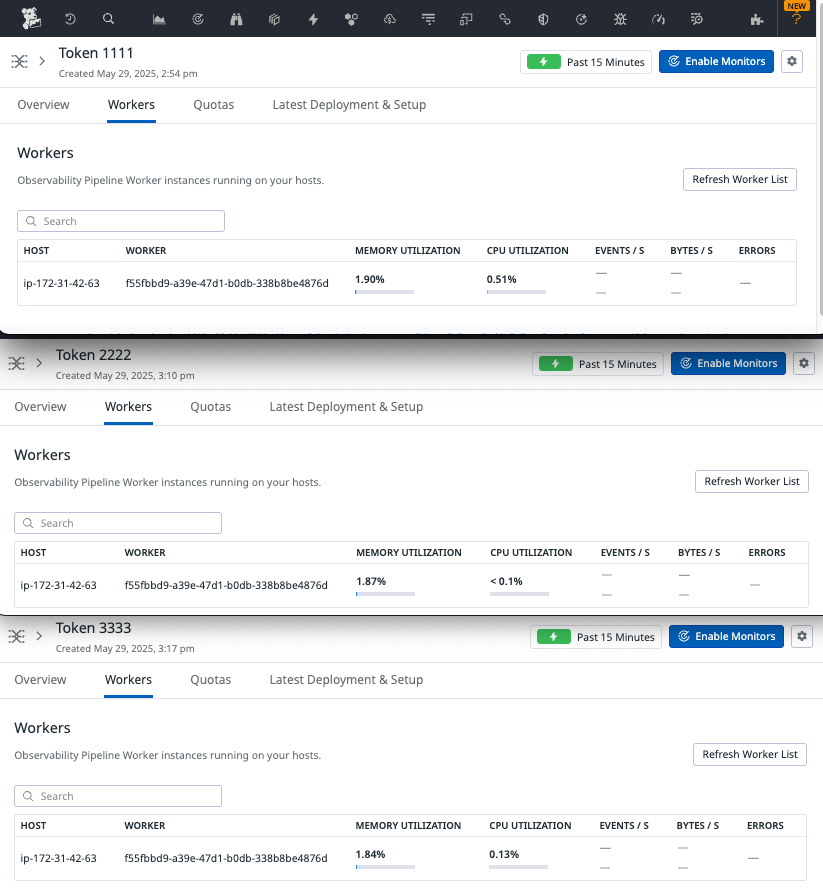 NEW
?
Token 1111
Created May 29, 2025, 2:54 pm
Past 15 Minutes
Enable Monitors
Overview Workers Quotas Latest Deployment & Setup
Workers
Observability Pipeline Worker instances running on your hosts.
Refresh Worker List
Search
HOST WORKER MEMORY UTILIZATION CPU UTILIZATION EVENTS / S BYTES / S ERRORS
ip-172-31-42-63 f55fbbd9-a39e-47d1-b0db-338b8be4876d 1.90% 0.51% — — —
— —
Token 2222
Created May 29, 2025, 3:10 pm
Past 15 Minutes
Enable Monitors
Overview Workers Quotas Latest Deployment & Setup
Workers
Observability Pipeline Worker instances running on your hosts.
Refresh Worker List
Search
HOST WORKER MEMORY UTILIZATION CPU UTILIZATION EVENTS / S BYTES / S ERRORS
ip-172-31-42-63 f55fbbd9-a39e-47d1-b0db-338b8be4876d 1.87% < 0.1% — — —
— —
Token 3333
Created May 29, 2025, 3:17 pm
Past 15 Minutes
Enable Monitors
Overview Workers Quotas Latest Deployment & Setup
Workers
Observability Pipeline Worker instances running on your hosts.
Refresh Worker List
Search
HOST WORKER MEMORY UTILIZATION CPU UTILIZATION EVENTS / S BYTES / S ERRORS
ip-172-31-42-63 f55fbbd9-a39e-47d1-b0db-338b8be4876d 1.84% 0.13% — — —
— —